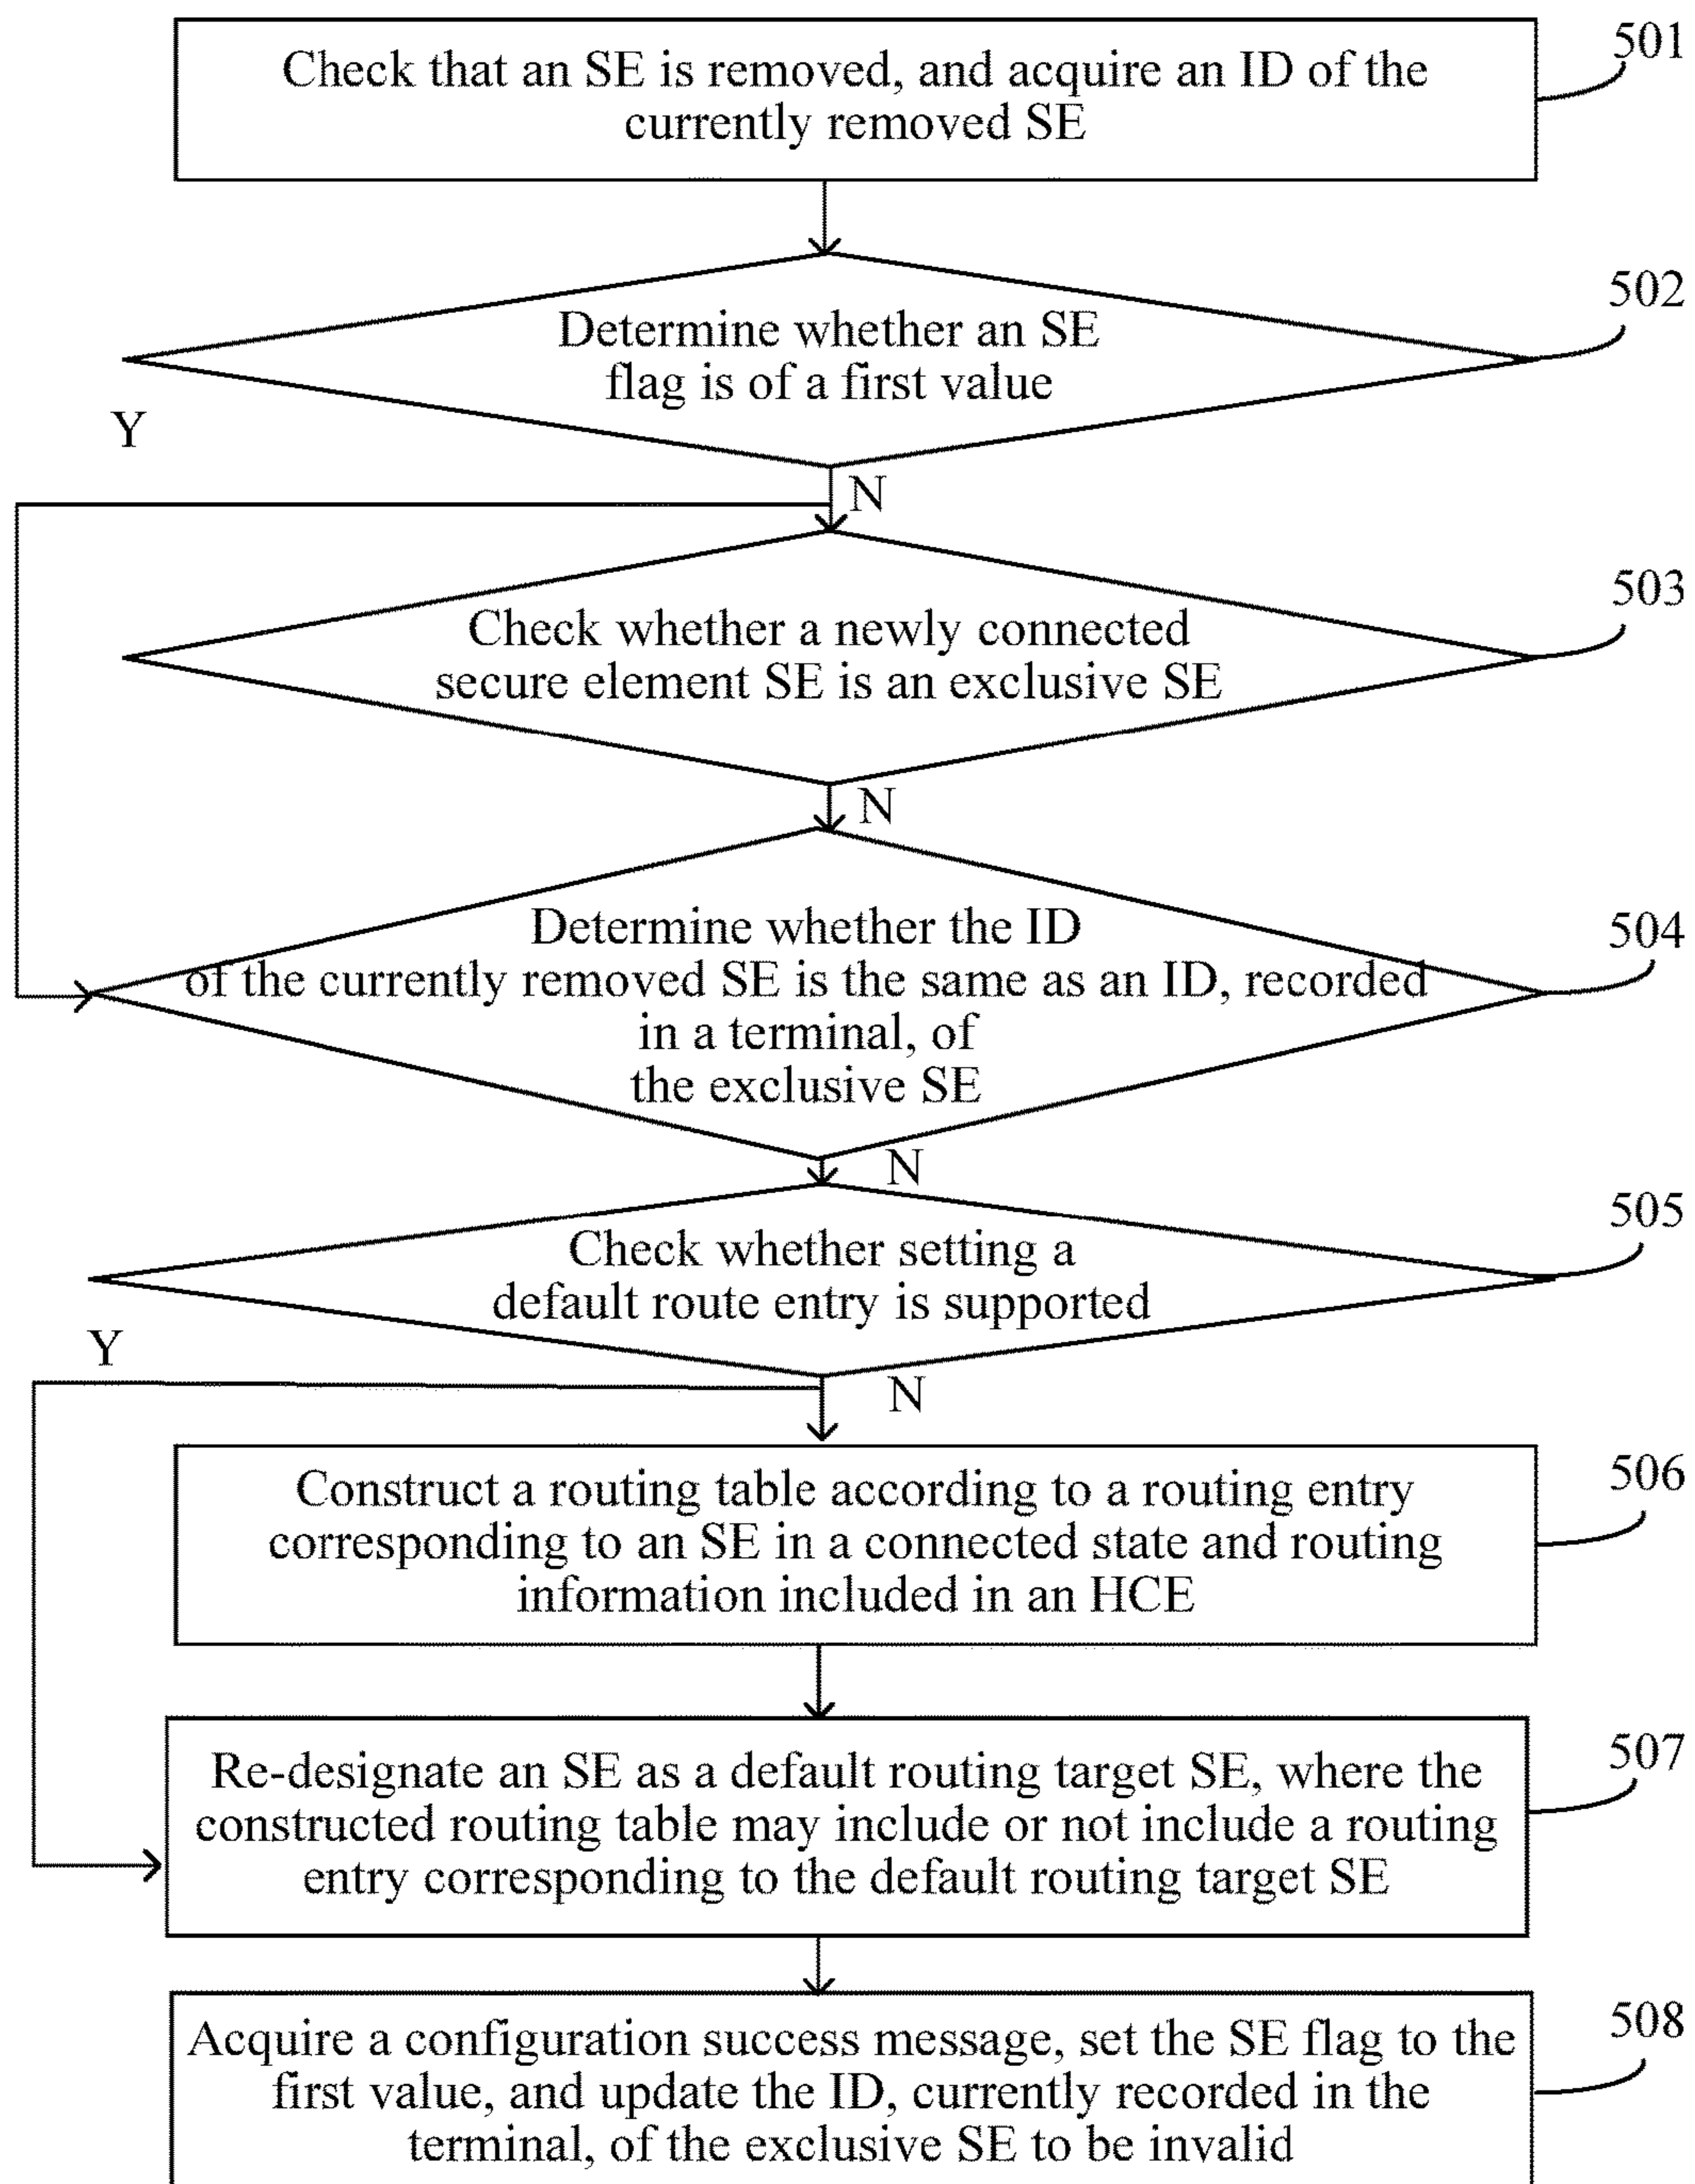 501
Check that an SE is removed, and acquire an ID of the
currently removed SE
502
Determine whether an SE
flag is of a first value
Y
N
503
Check whether a newly connected
secure element SE is an exclusive SE
N
504
Determine whether the ID
of the currently removed SE is the same as an ID, recorded
in a terminal, of
the exclusive SE
N
505
Check whether setting a
default route entry is supported
Y
N
506
Construct a routing table according to a routing entry
corresponding to an SE in a connected state and routing
information included in an HCE
507
Re-designate an SE as a default routing target SE, where the
constructed routing table may include or not include a routing
entry corresponding to the default routing target SE
508
Acquire a configuration success message, set the SE flag to the
first value, and update the ID, currently recorded in the
terminal, of the exclusive SE to be invalid